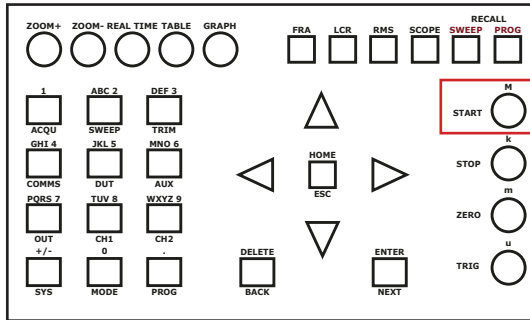 RECALL
ZOOM+ ZOOM- REAL TIME TABLE GRAPH FRA LCR RMS SCOPE SWEEP PROG
1 ABC 2 DEF 3 M
START
ACQU SWEEP TRIM
GHI 4 JKL 5 MNO 6 k
HOME
STOP
COMMS DUT AUX
ESC
PQRS 7 TUV 8 WXYZ 9 m
ZERO
OUT CH1 CH2
+/- 0 . DELETE ENTER u
TRIG
SYS MODE PROG BACK NEXT